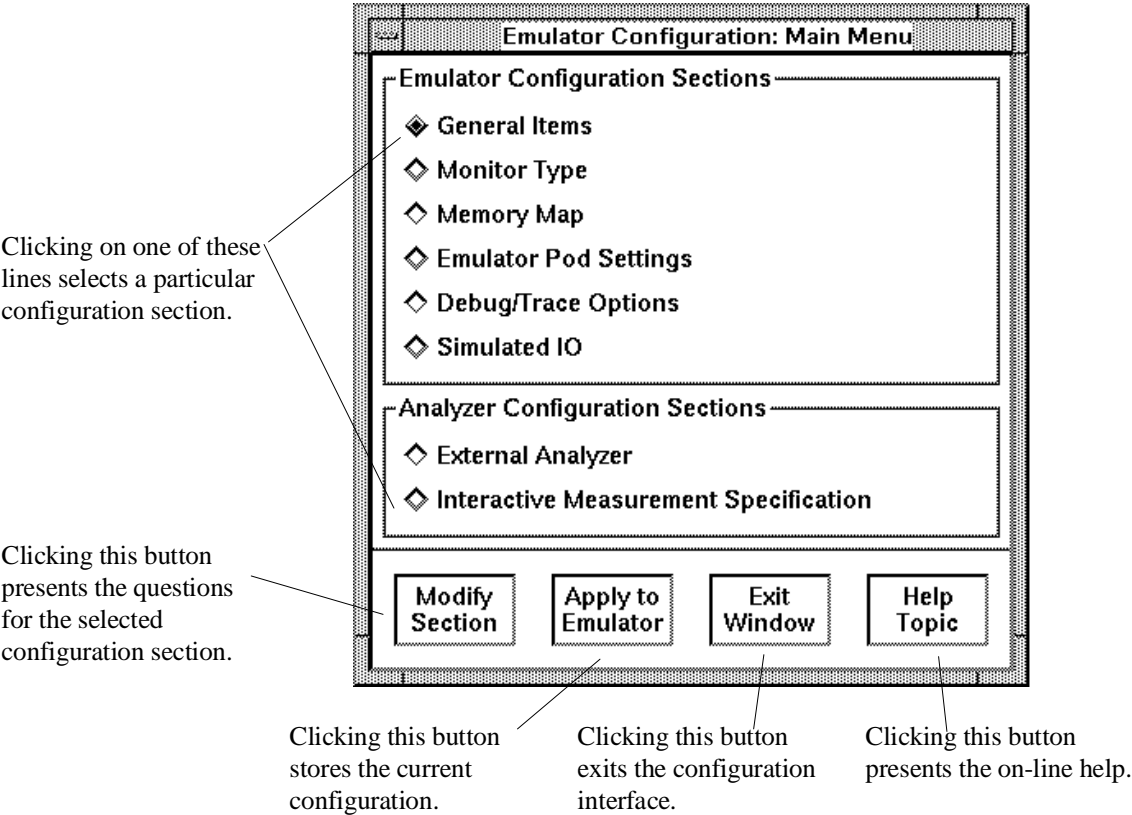 Emulator Configuration: Main Menu
Emulator Configuration Sections
General Items
Monitor Type
Memory Map
Emulator Pod Settings
Debug/Trace Options
Simulated IO
Analyzer Configuration Sections
External Analyzer
Interactive Measurement Specification
Modify
Section
Apply to
Emulator
Exit
Window
Help
Topic
Clicking on one of these
lines selects a particular
configuration section.
Clicking this button
presents the questions
for the selected
configuration section.
Clicking this button
stores the current
configuration.
Clicking this button
exits the configuration
interface.
Clicking this button
presents the on-line help.